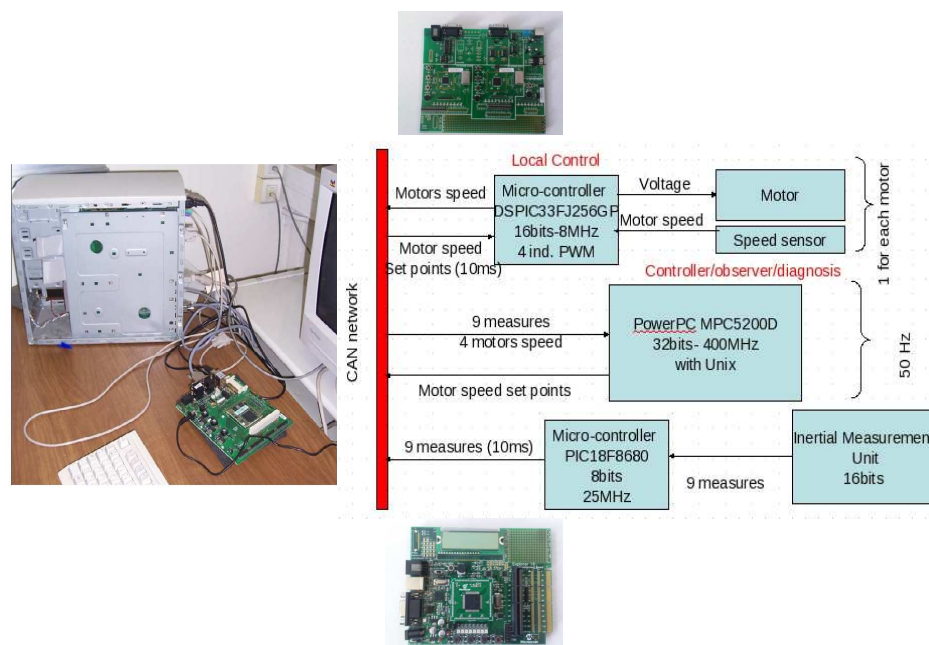 Local Control
Motors speed
Micro-controller
DSPIC33FJ256GP
16bits-8MHz
4 ind. PWM
Voltage
Motor
Motor speed
Speed sensor
1 for each motor
Motor speed
Set points (10ms)
Controller/observer/diagnosis
CAN network
9 measures
4 motors speed
PowerPC MPC5200D
32bits- 400MHz
with Unix
50 Hz
Motor speed set points
9 measures (10ms)
Micro-controller
PIC18F8680
8bits
25MHz
9 measures
Inertial Measurement
Unit
16bits